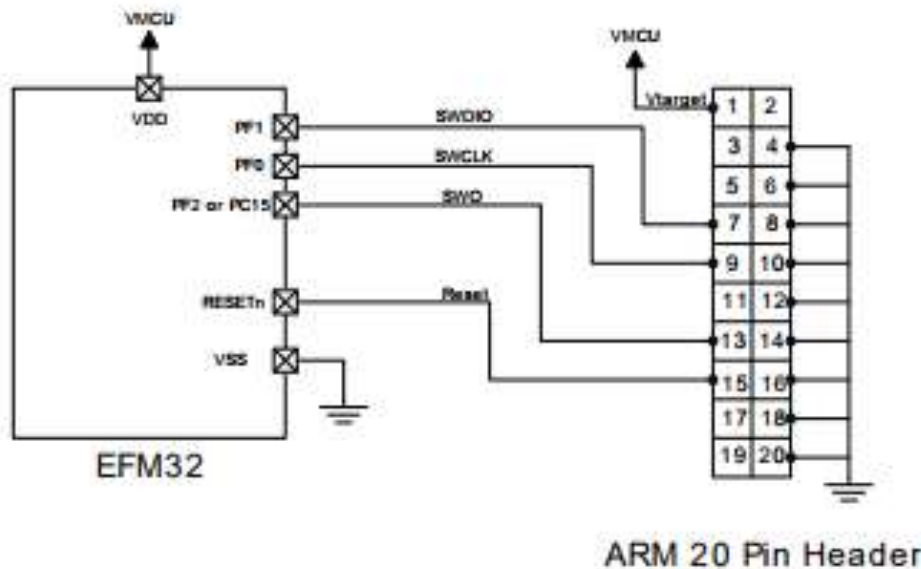 VMCU
VDD
PF1
PF0
PF2 or PC15
RESETn
VSS
EFM32
SWDIO
SWCLK
SWO
Reset
VMCU
Vtarget
1 2
3 4
5 6
7 8
9 10
11 12
13 14
15 16
17 18
19 20
ARM 20 Pin Header